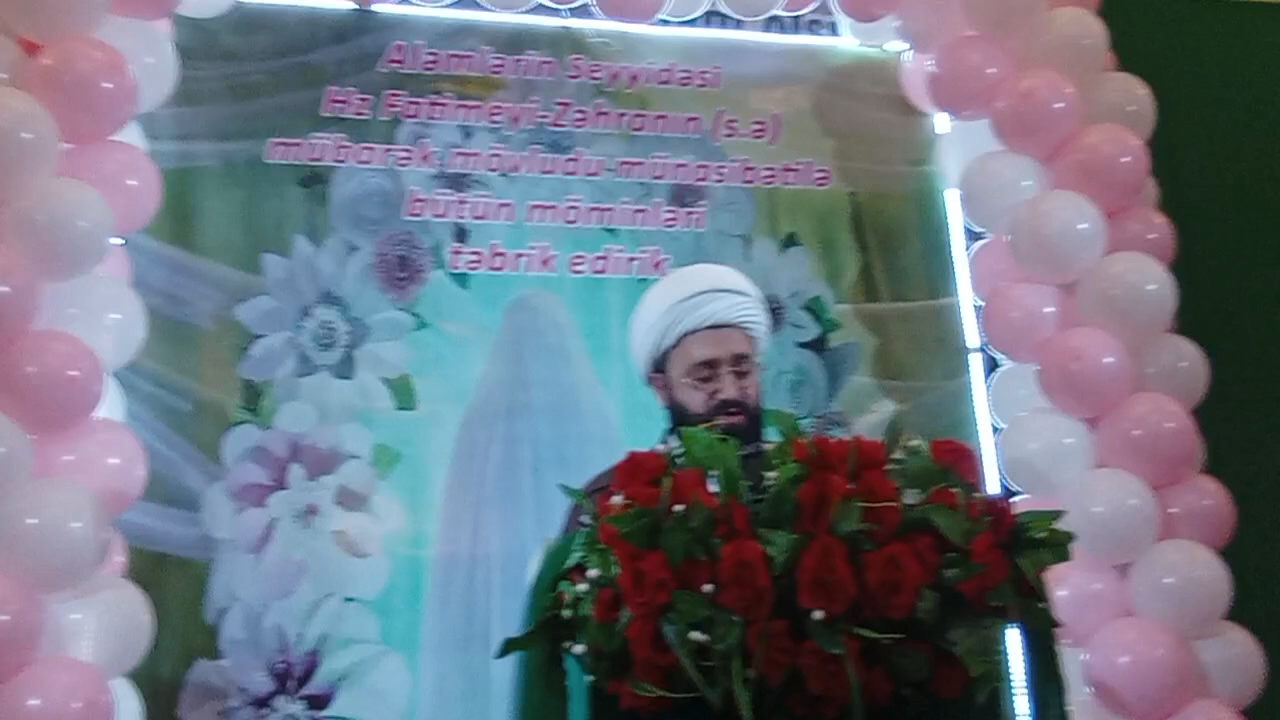 Aləmlərin Seyyidəsi
Hz Fatimeyi-Zəhranın (s.ə)
mübarək mövludu münasibətilə
bütün möminləri
təbrik edirik